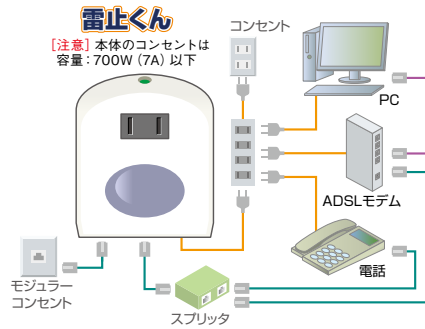 雷止くん
[注意] 本体のコンセントは
容量:700W(7A)以下
コンセント
PC
ADSLモデム
電話
モジュラー
コンセント
スプリッタ